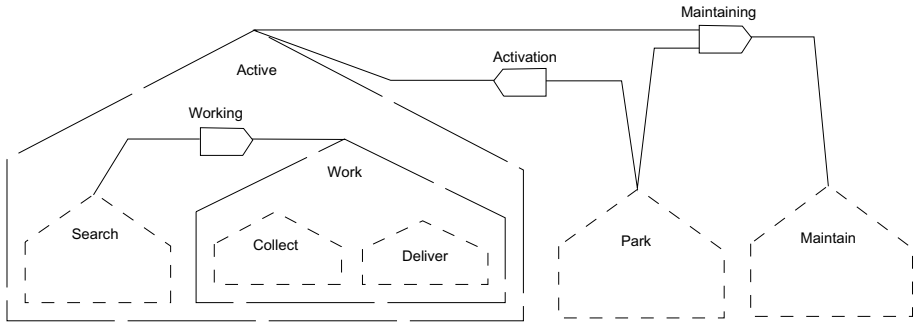 Maintaining
Activation
Active
Working
Work
Search
Collect
Deliver
Park
Maintain